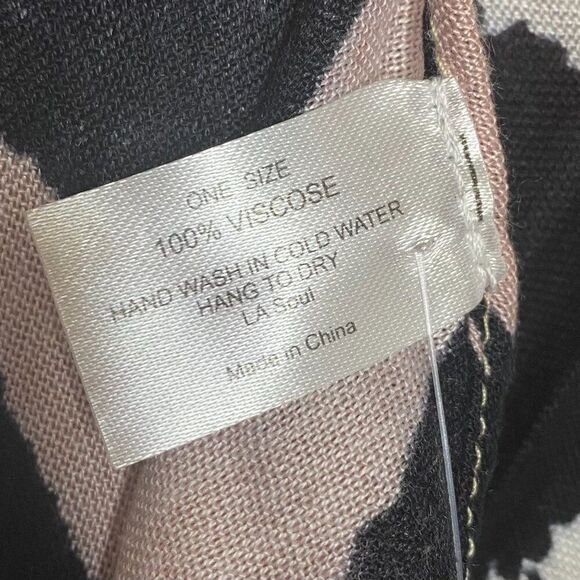 ONE SIZE
100% VISCOSE
HAND WASH IN COLD WATER
HANG TO DRY
LA Soul
Made in China